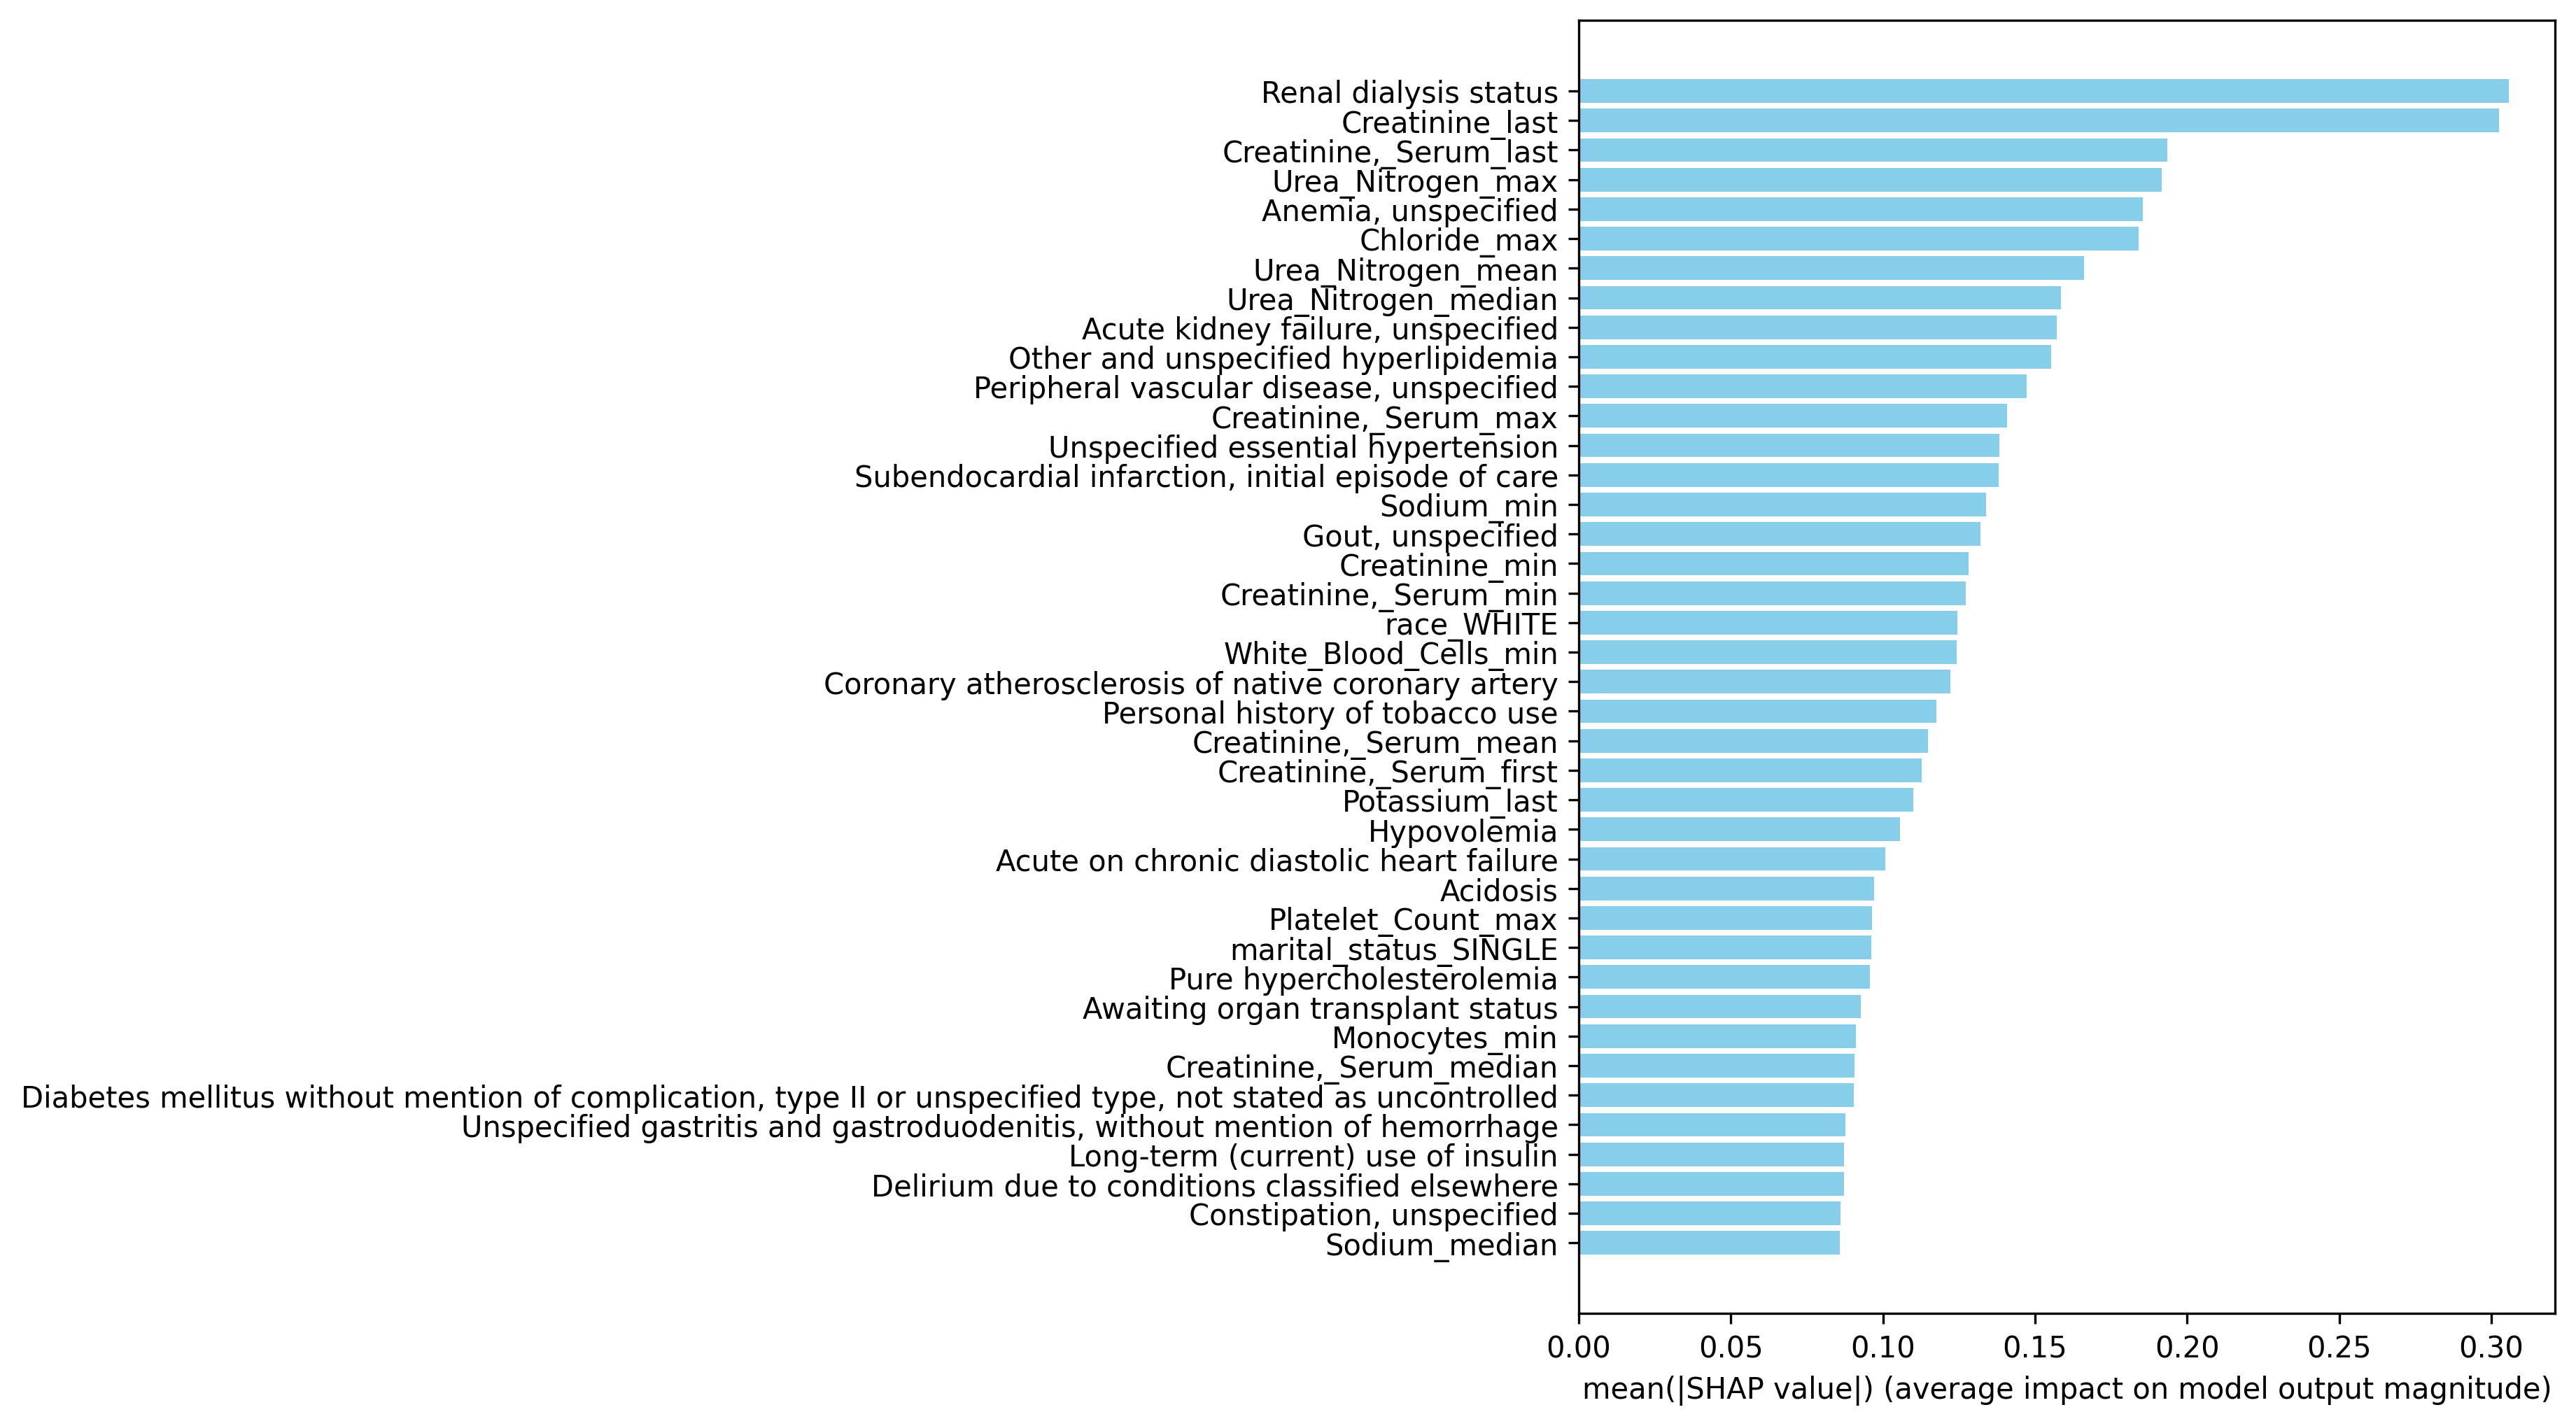 Renal dialysis status
Creatinine_last
Creatinine,_Serum_last
Urea_Nitrogen_max
Anemia, unspecified
Chloride_max
Urea_Nitrogen_mean
Urea_Nitrogen_median
Acute kidney failure, unspecified
Other and unspecified hyperlipidemia
Peripheral vascular disease, unspecified
Creatinine,_Serum_max
Unspecified essential hypertension
Subendocardial infarction, initial episode of care
Sodium_min
Gout, unspecified
Creatinine_min
Creatinine,_Serum_min
race_WHITE
White_Blood_Cells_min
Coronary atherosclerosis of native coronary artery
Personal history of tobacco use
Creatinine,_Serum_mean
Creatinine,_Serum_first
Potassium_last
Hypovolemia
Acute on chronic diastolic heart failure
Acidosis
Platelet_Count_max
marital_status_SINGLE
Pure hypercholesterolemia
Awaiting organ transplant status
Monocytes_min
Creatinine,_Serum_median
Diabetes mellitus without mention of complication, type II or unspecified type, not stated as uncontrolled
Unspecified gastritis and gastroduodenitis, without mention of hemorrhage
Long-term (current) use of insulin
Delirium due to conditions classified elsewhere
Constipation, unspecified
Sodium_median
0.00 0.05 0.10 0.15 0.20 0.25 0.30
mean(|SHAP value|) (average impact on model output magnitude)